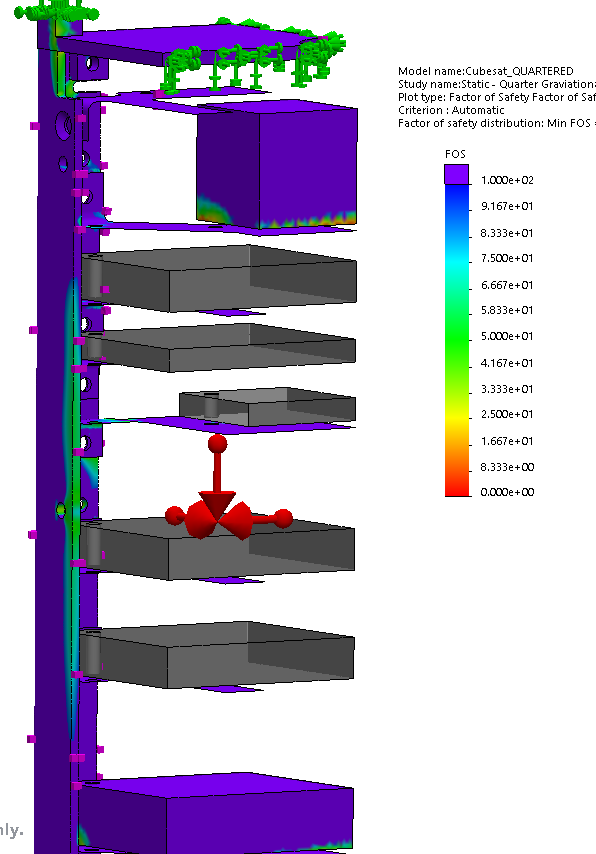 Model name:Cubesat_QUARTERED
Study name:Static - Quarter Graviation
Plot type: Factor of Safety Factor of Saf
Criterion : Automatic
Factor of safety distribution: Min FOS =
FOS
1.000e+02
9.167e+01
8.333e+01
7.500e+01
6.667e+01
5.833e+01
5.000e+01
4.167e+01
3.333e+01
2.500e+01
1.667e+01
8.333e+00
0.000e+00
nly.